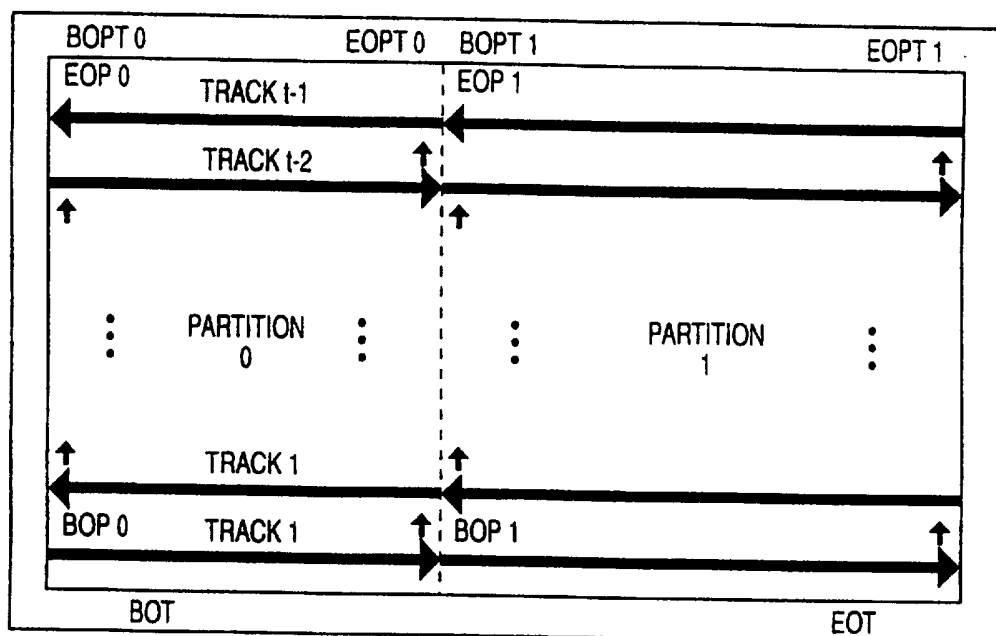 BOPT 0 EOPT 0 BOPT 1 EOPT 1
EOP 0 EOP 1
TRACK t-1
TRACK t-2
PARTITION
0
PARTITION
1
TRACK 1
BOP 0 TRACK 1 BOP 1
BOT EOT